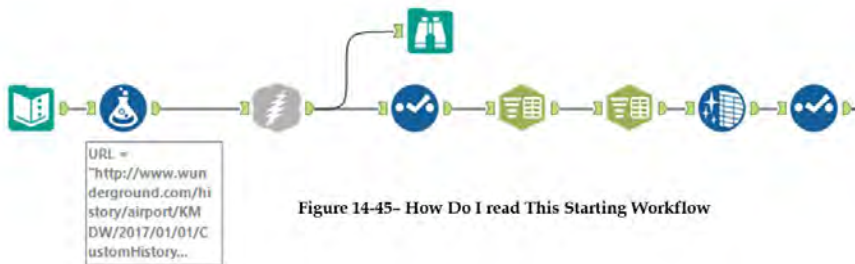 URL =
"http://www.wun
derground.com/hi
story/airport/KM
DW/2017/01/01/C
ustomHistory...
Figure 14-45– How Do I read This Starting Workflow